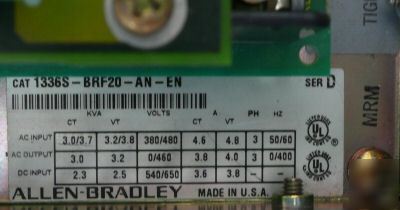 CAT 1336S-BRF20-AN-EN SER D
KVA VOLTS A PH HZ
CT VT CT VT
AC INPUT 3.0/3.7 3.2/3.8 380/480 4.6 4.8 3 50/60
AC OUTPUT 3.0 3.2 0/460 3.8 4.0 3 0/400
DC INPUT 2.3 2.5 540/650 3.6 3.8 — —
ALLEN-BRADLEY MADE IN U.S.A.
UL
UL
MRM
TIG